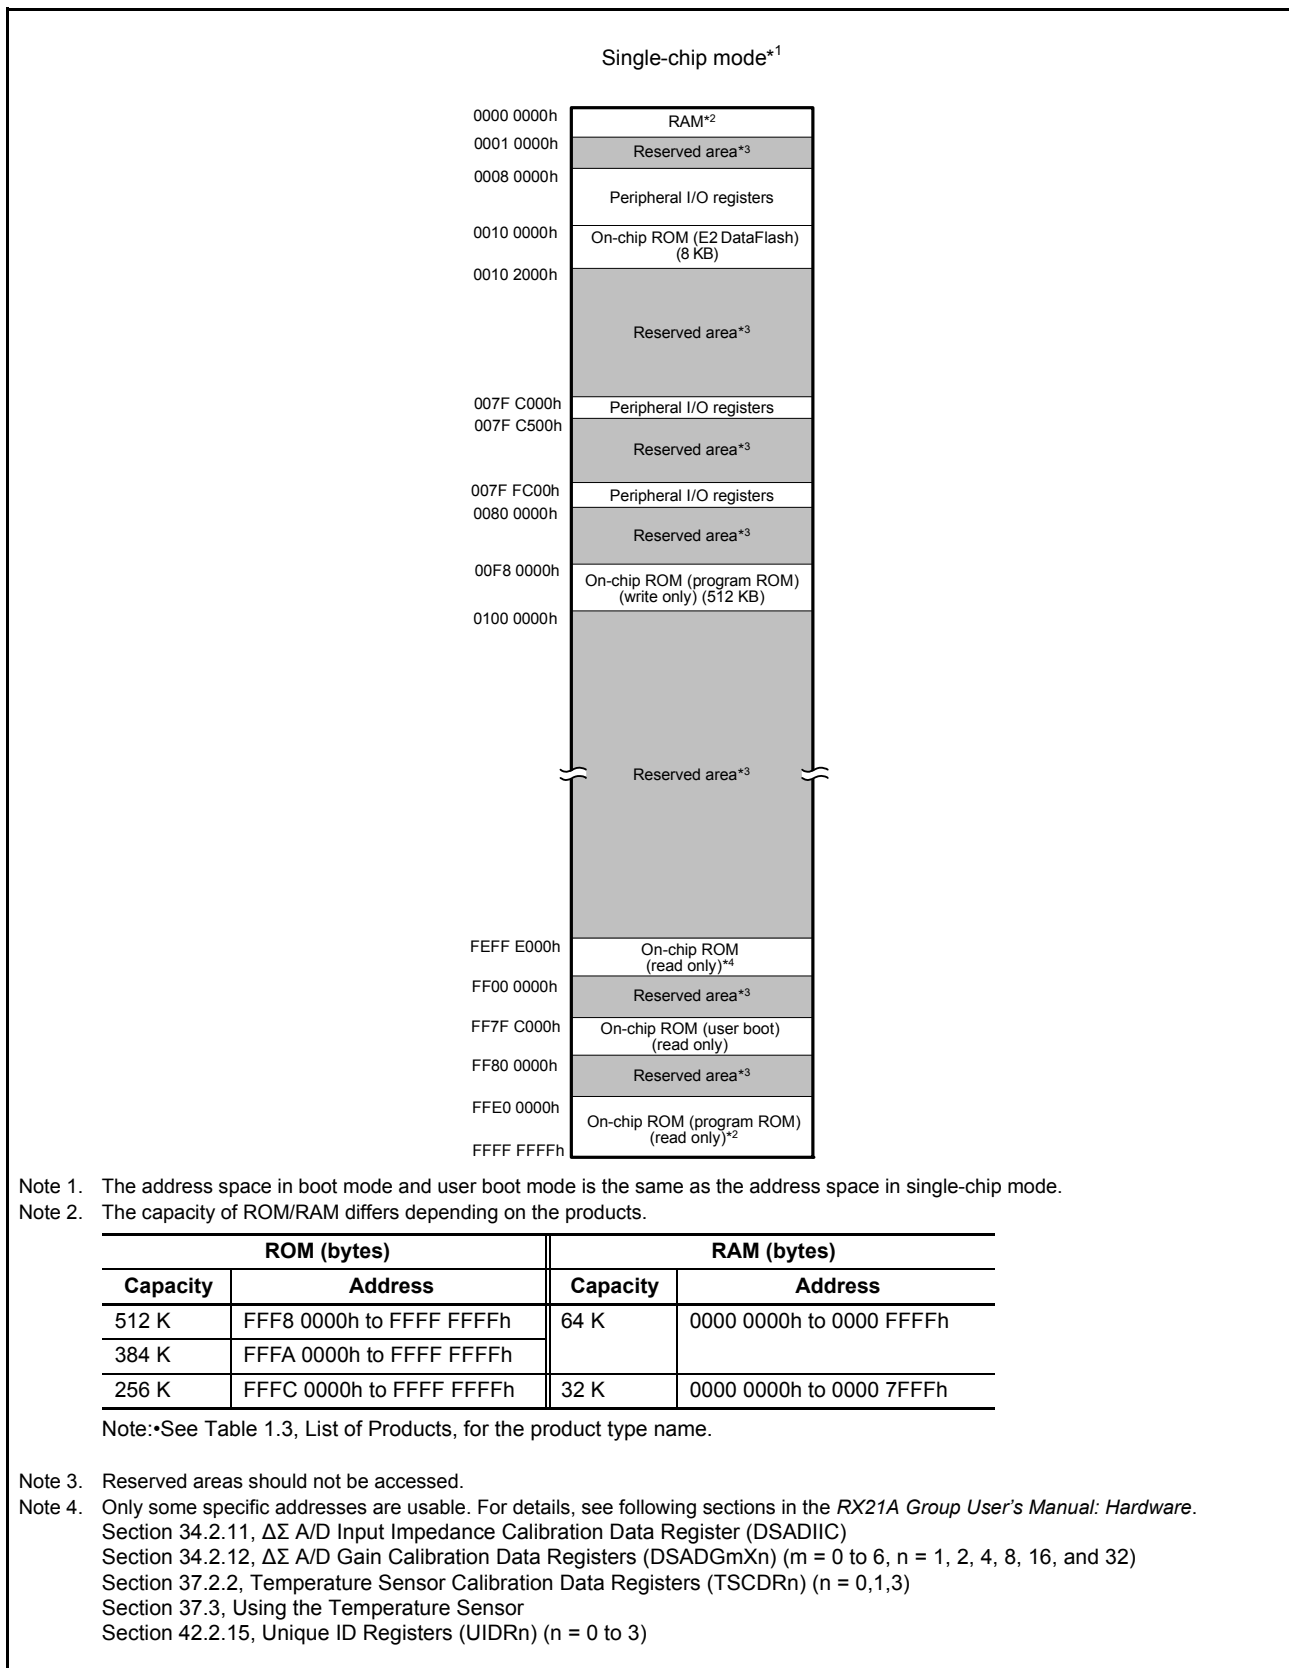 Single-chip mode*1
0000 0000h
RAM*2
0001 0000h
Reserved area*3
0008 0000h
Peripheral I/O registers
0010 0000h
On-chip ROM (E2 DataFlash)
(8 KB)
0010 2000h
Reserved area*3
007F C000h
Peripheral I/O registers
007F C500h
Reserved area*3
007F FC00h
Peripheral I/O registers
0080 0000h
Reserved area*3
00F8 0000h
On-chip ROM (program ROM)
(write only) (512 KB)
0100 0000h
Reserved area*3
FEFF E000h
On-chip ROM
(read only)*4
FF00 0000h
Reserved area*3
FF7F C000h
On-chip ROM (user boot)
(read only)
FF80 0000h
Reserved area*3
FFE0 0000h
On-chip ROM (program ROM)
(read only)*2
FFFF FFFFh
Note 1. The address space in boot mode and user boot mode is the same as the address space in single-chip mode.
Note 2. The capacity of ROM/RAM differs depending on the products.
ROM (bytes) RAM (bytes)
Capacity Address Capacity Address
512 K FFF8 0000h to FFFF FFFFh 64 K 0000 0000h to 0000 FFFFh
384 K FFFA 0000h to FFFF FFFFh
256 K FFFC 0000h to FFFF FFFFh 32 K 0000 0000h to 0000 7FFFh
Note:•See Table 1.3, List of Products, for the product type name.
Note 3. Reserved areas should not be accessed.
Note 4. Only some specific addresses are usable. For details, see following sections in the RX21A Group User's Manual: Hardware.
Section 34.2.11, ΔΣ A/D Input Impedance Calibration Data Register (DSADIIC)
Section 34.2.12, ΔΣ A/D Gain Calibration Data Registers (DSADGmXn) (m = 0 to 6, n = 1, 2, 4, 8, 16, and 32)
Section 37.2.2, Temperature Sensor Calibration Data Registers (TSCDRn) (n = 0,1,3)
Section 37.3, Using the Temperature Sensor
Section 42.2.15, Unique ID Registers (UIDRn) (n = 0 to 3)